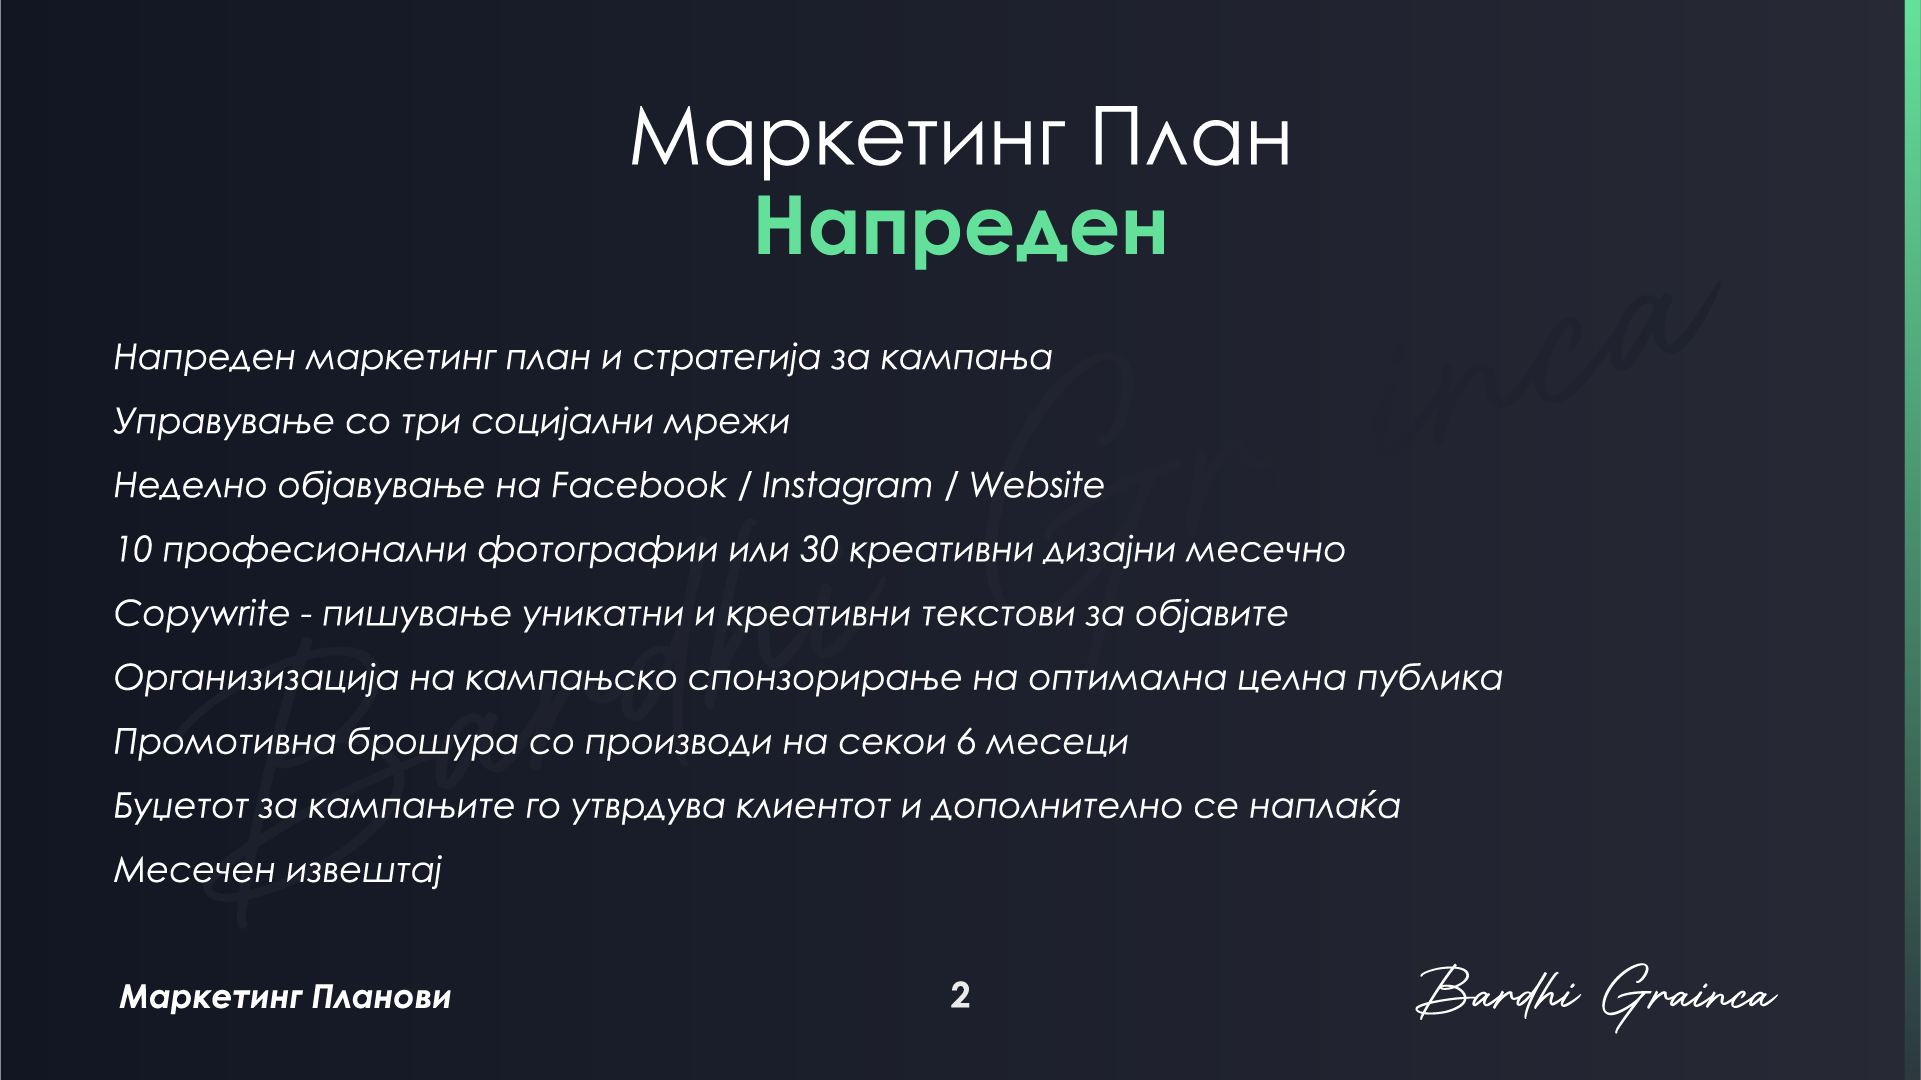 Маркетинг План
Напреден
Напреден маркетинг план и стратегија за кампања
Управување со три социјални мрежи
Неделно објавување на Facebook / Instagram / Website
10 професионални фотографии или 30 креативни дизајни месечно
Copywrite - пишување уникатни и креативни текстови за објавите
Организизација на кампањско спонзорирање на оптимална целна публика
Промотивна брошура со производи на секои 6 месеци
Буџетот за кампањите го утврдува клиентот и дополнително се наплаќа
Месечен извештај
Маркетинг Планови
2
Bardhi Grainca